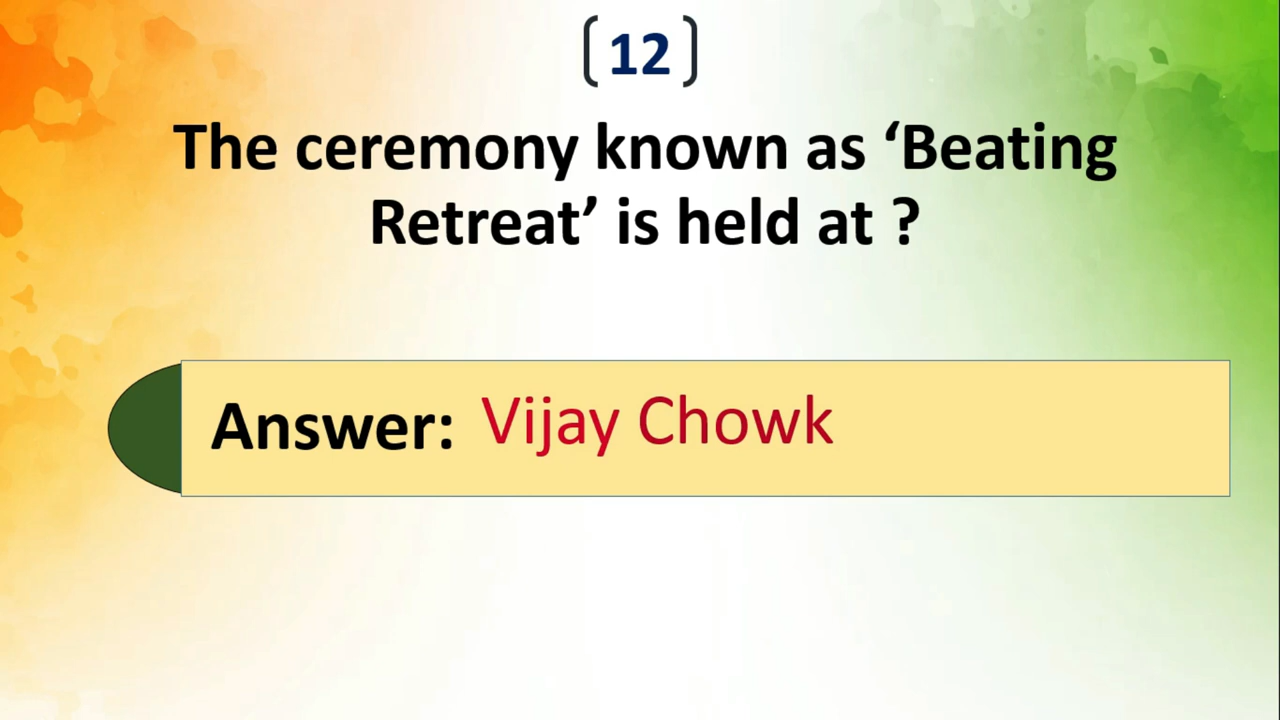 [12]
The ceremony known as ‘Beating
Retreat’ is held at ?
Answer: Vijay Chowk